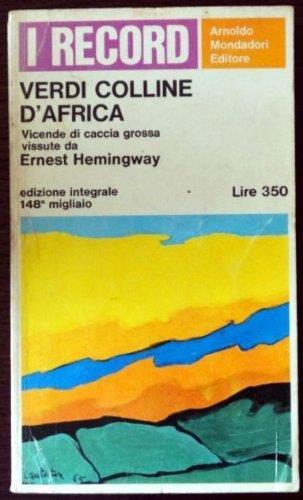 I RECORD
Arnoldo
Mondadori
Editore
VERDI COLLINE
D'AFRICA
Vicende di caccia grossa
vissute da
Ernest Hemingway
edizione integrale
148° migliaio
Lire 350